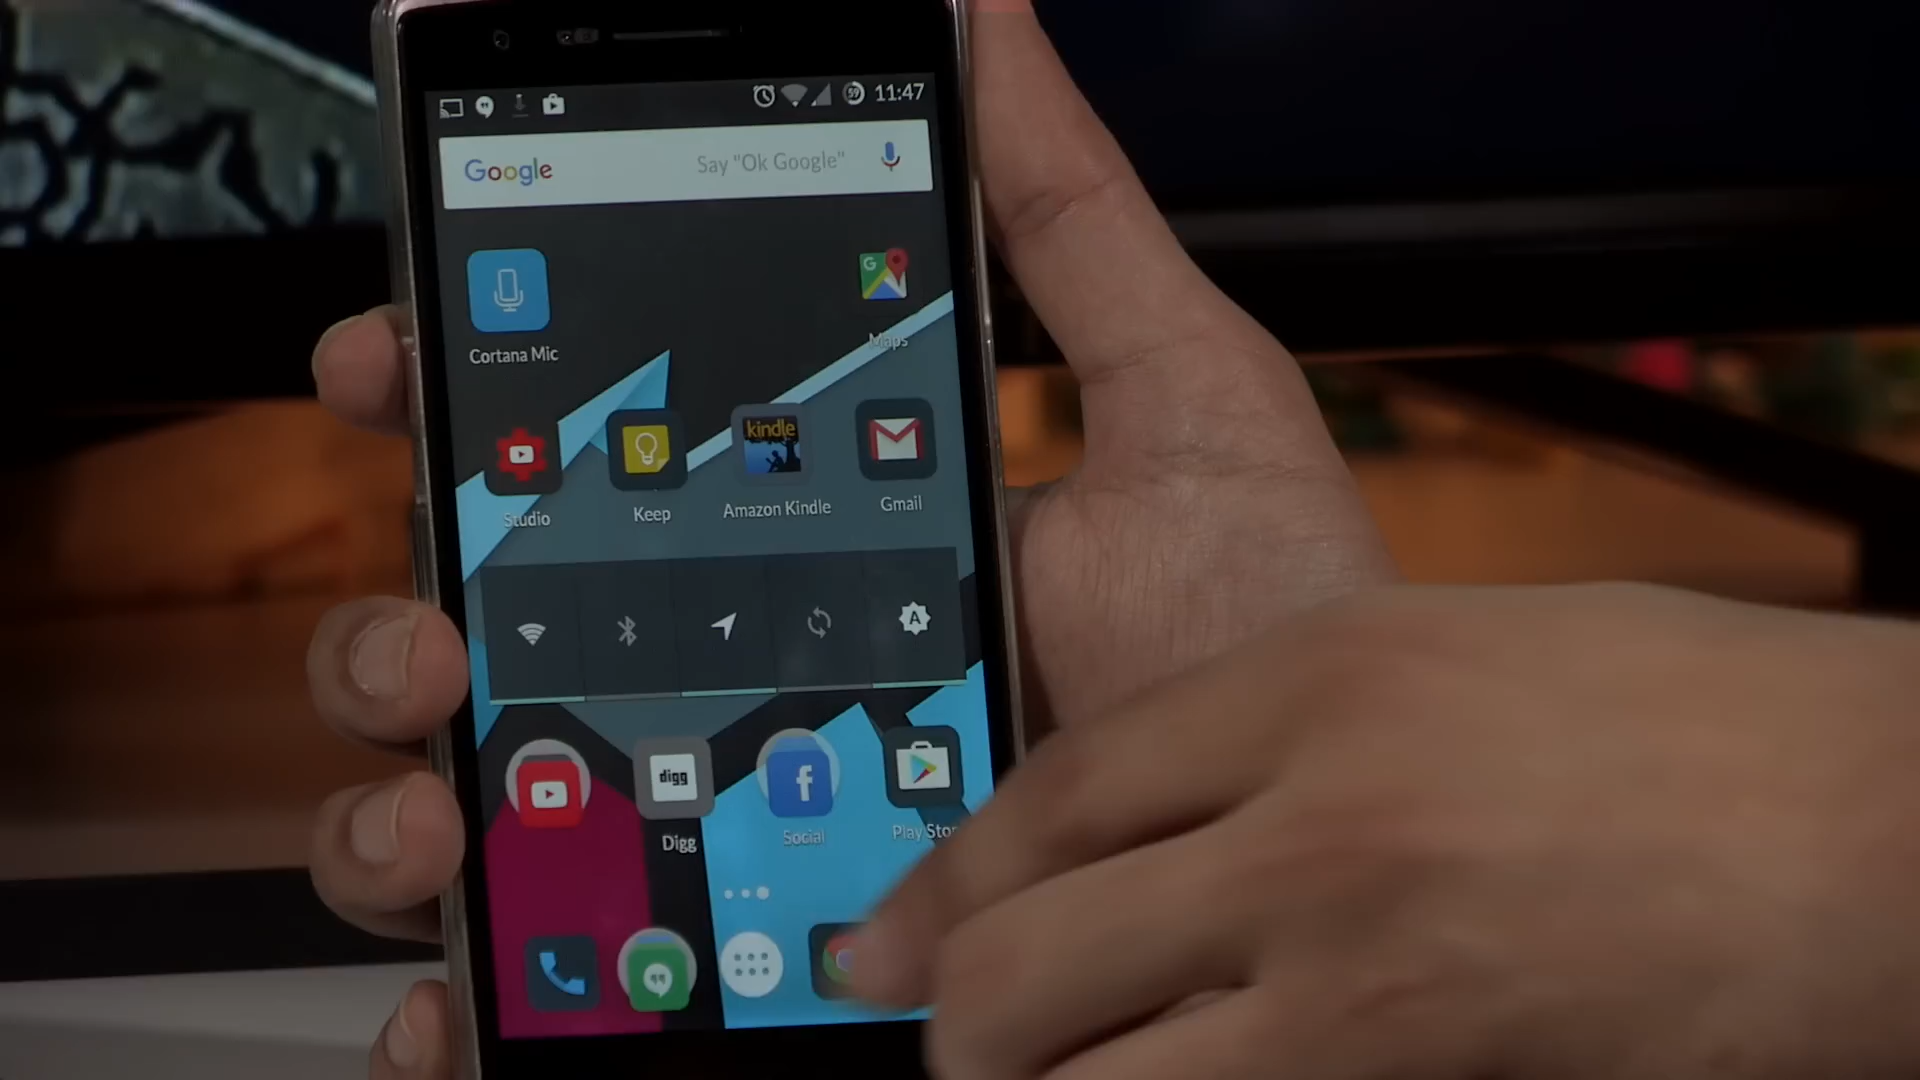 59 11:47
Google Say "Ok Google"
G
Cortana Mic
Maps
kindle
Studio Keep Amazon Kindle Gmail
A
digg
f
Digg Social Play Stor